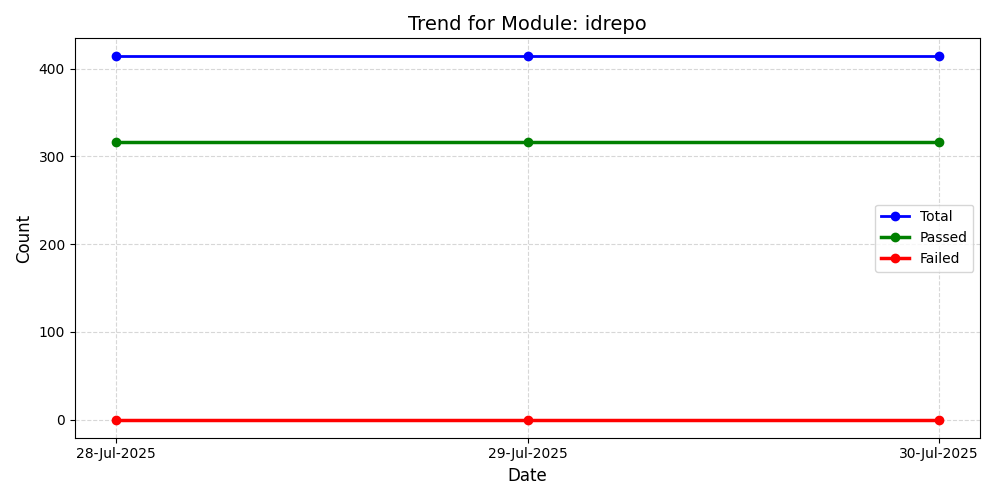 Trend for Module: idrepo
400
300
200
100
0
Count
Total
Passed
Failed
28-Jul-2025
29-Jul-2025
30-Jul-2025
Date